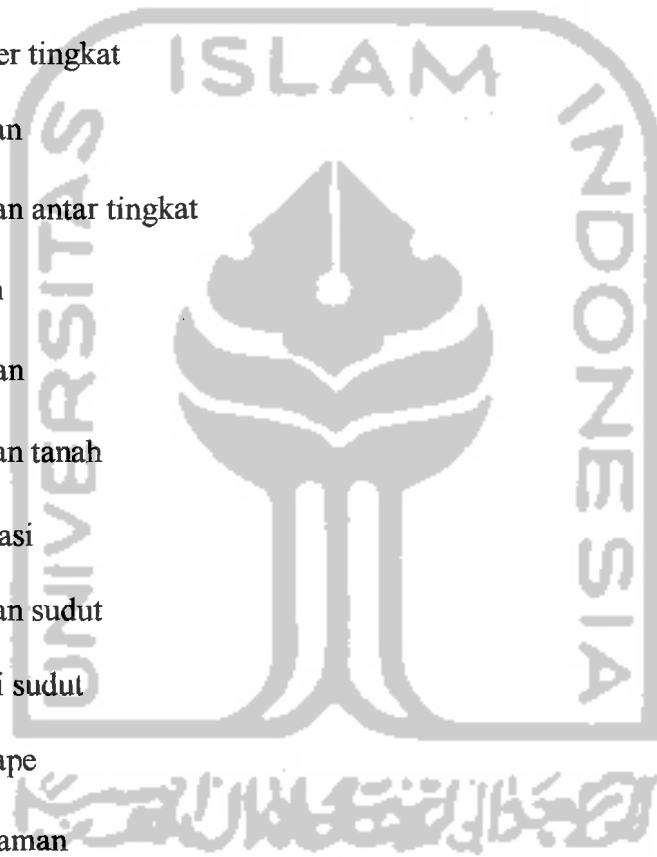 er tingkat
an
an antar tingkat
n
an
an tanah
asi
an sudut
i sudut
ape
aman
UNIVERSITAS ISLAM INDONESIA